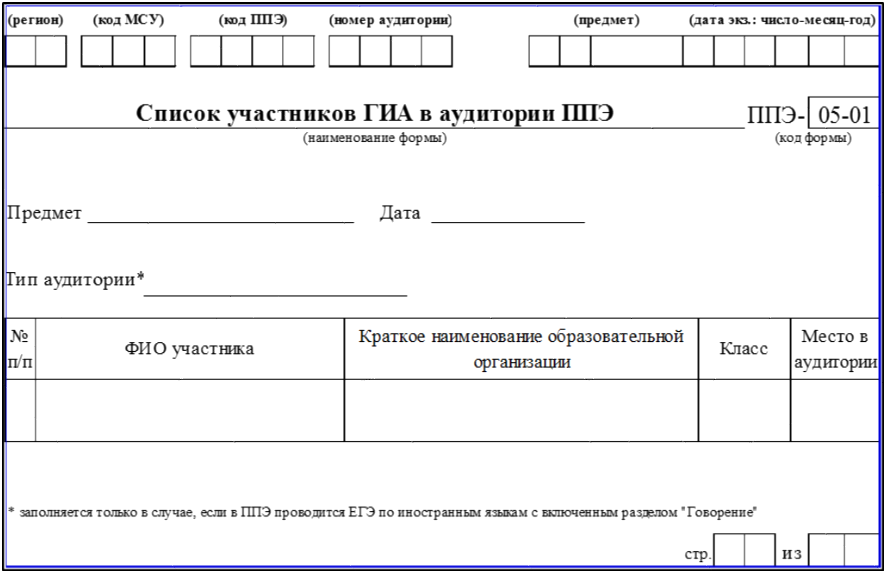 (регион) (код МСУ) (код ППЭ) (номер аудитории) (предмет) (дата экз.: число-месяц-год)
Список участников ГИА в аудитории ППЭ ППЭ- 05-01
(наименование формы) (код формы)
Предмет Дата
Тип аудитории*
№ п/п ФИО участника Краткое наименование образовательной организации Класс Место в аудитории
* заполняется только в случае, если в ППЭ проводится ЕГЭ по иностранным языкам с включенным разделом "Говорение"
стр. из